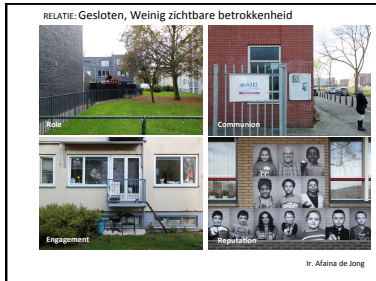 RELATIE: Gesloten, Weinig zichtbare betrokkenheid
Role
Communion
Engagement
Reputation
Ir. Afaina de Jong